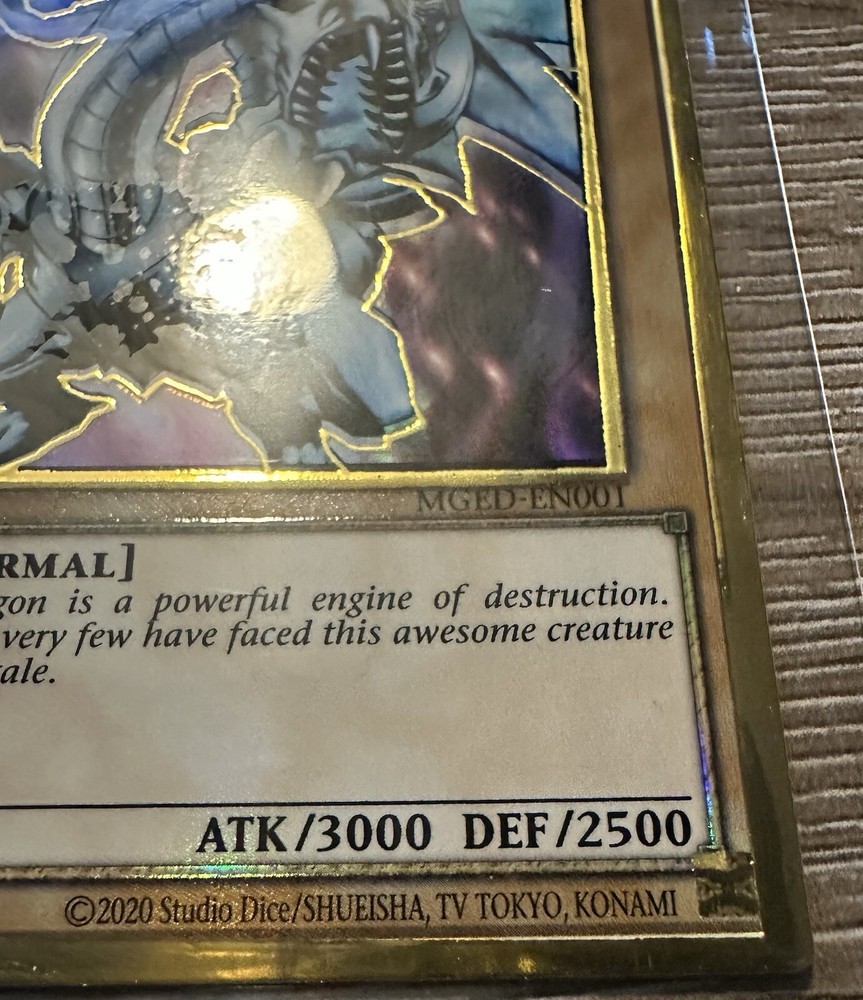 MGED-EN001
RMAL]
gon is a powerful engine of destruction.
very few have faced this awesome creature
ale.
ATK/3000 DEF/2500
©2020 Studio Dice/SHUEISHA, TV TOKYO, KONAMI